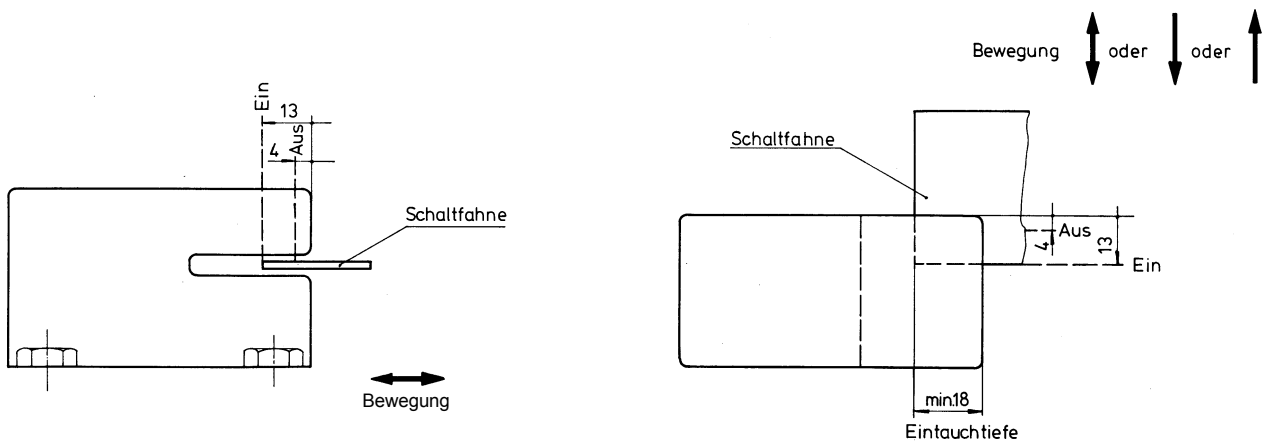 Ein
13
Aus
4
Schaltfahne
Bewegung
Bewegung oder oder
Schaltfahne
Aus
4
13
Ein
min.18
Eintauchtiefe